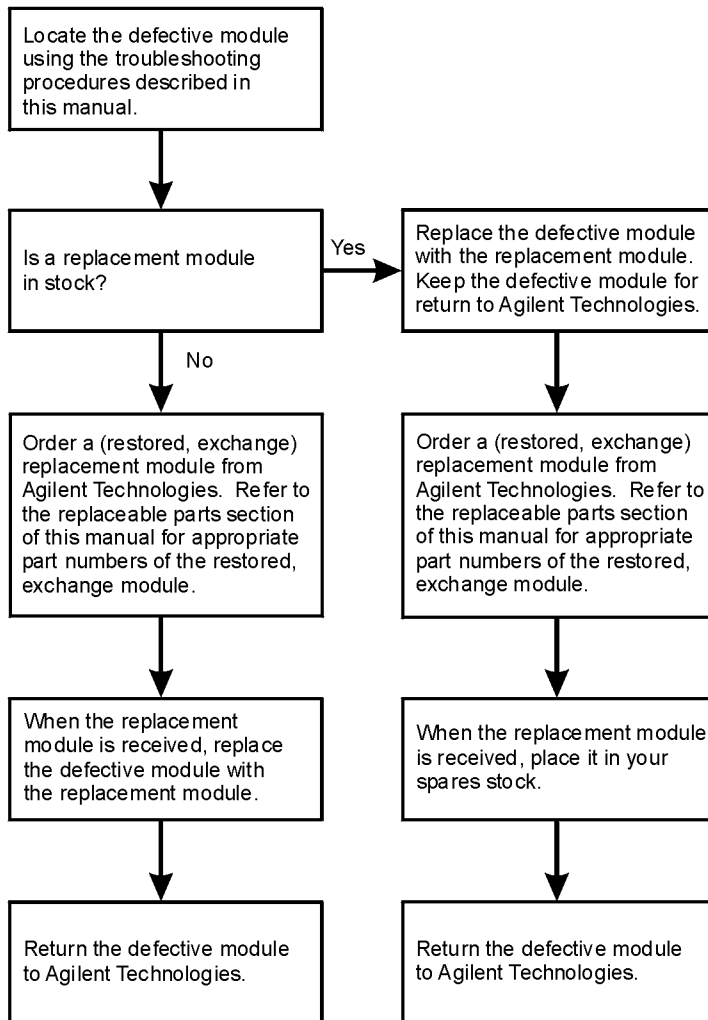 Locate the defective module
using the troubleshooting
procedures described in
this manual.
Is a replacement module
in stock?
Yes
Replace the defective module
with the replacement module.
Keep the defective module for
return to Agilent Technologies.
No
Order a (restored, exchange)
replacement module from
Agilent Technologies. Refer to
the replaceable parts section
of this manual for appropriate
part numbers of the restored,
exchange module.
Order a (restored, exchange)
replacement module from
Agilent Technologies. Refer to
the replaceable parts section
of this manual for appropriate
part numbers of the restored,
exchange module.
When the replacement
module is received, replace
the defective module with
the replacement module.
When the replacement module
is received, place it in your
spares stock.
Return the defective module
to Agilent Technologies.
Return the defective module
to Agilent Technologies.